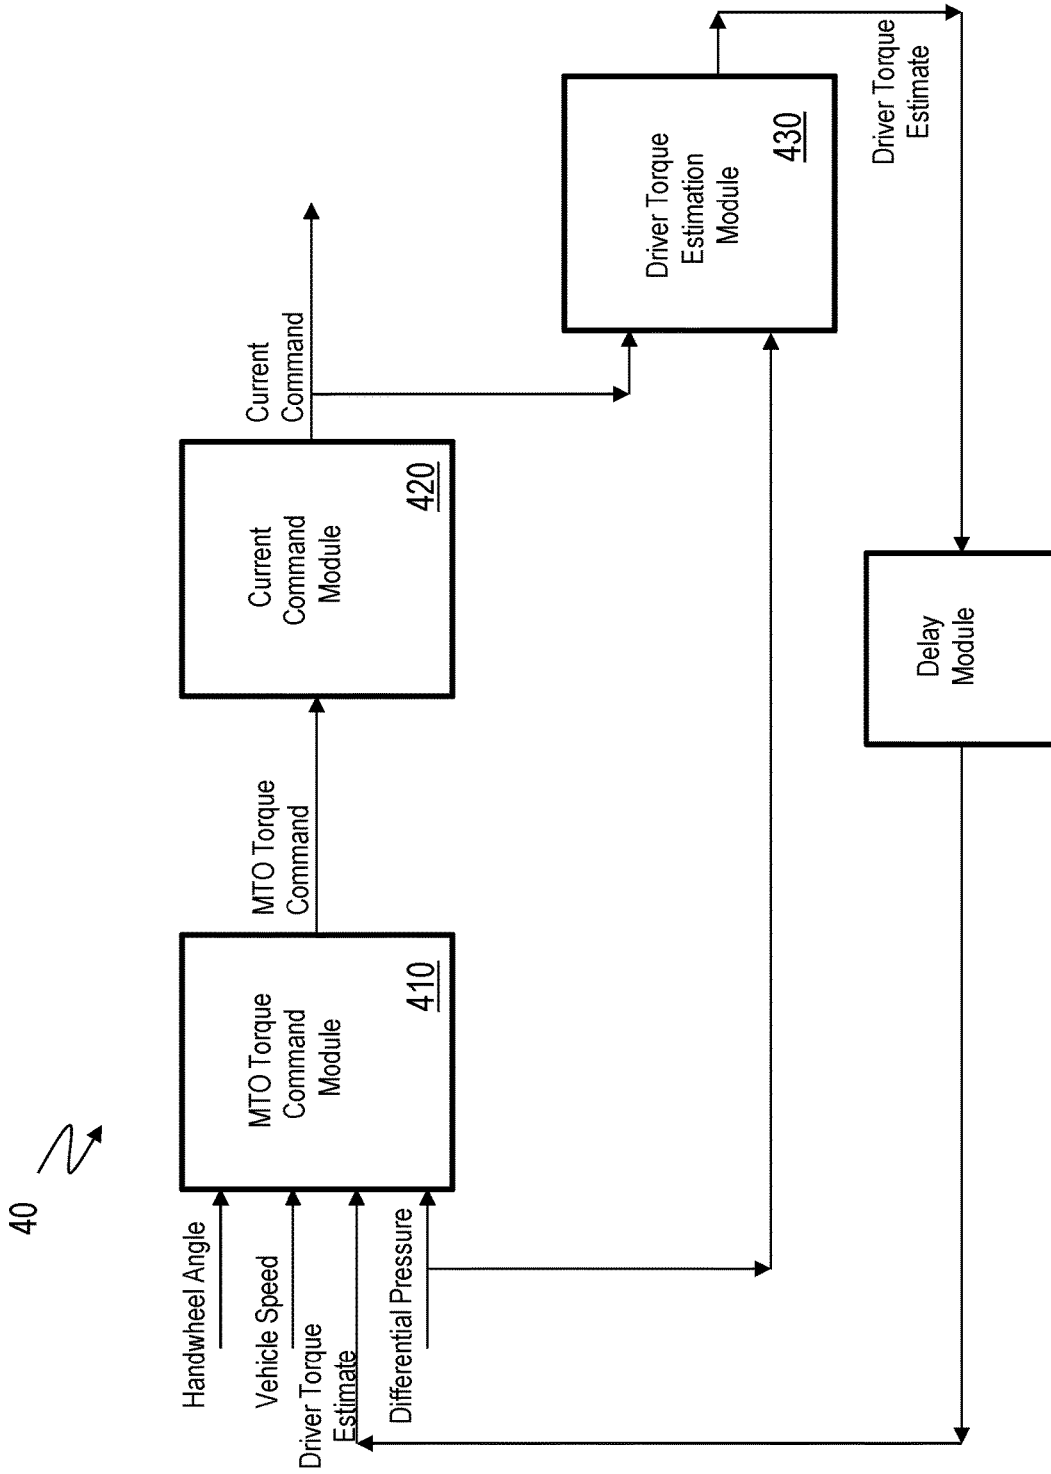 40
Handwheel Angle
Vehicle Speed
Driver Torque
Estimate
Differential Pressure
MTO Torque
Command
Module
410
MTO Torque
Command
Current
Command
Module
420
Current
Command
Driver Torque
Estimation
Module
430
Driver Torque
Estimate
Delay
Module